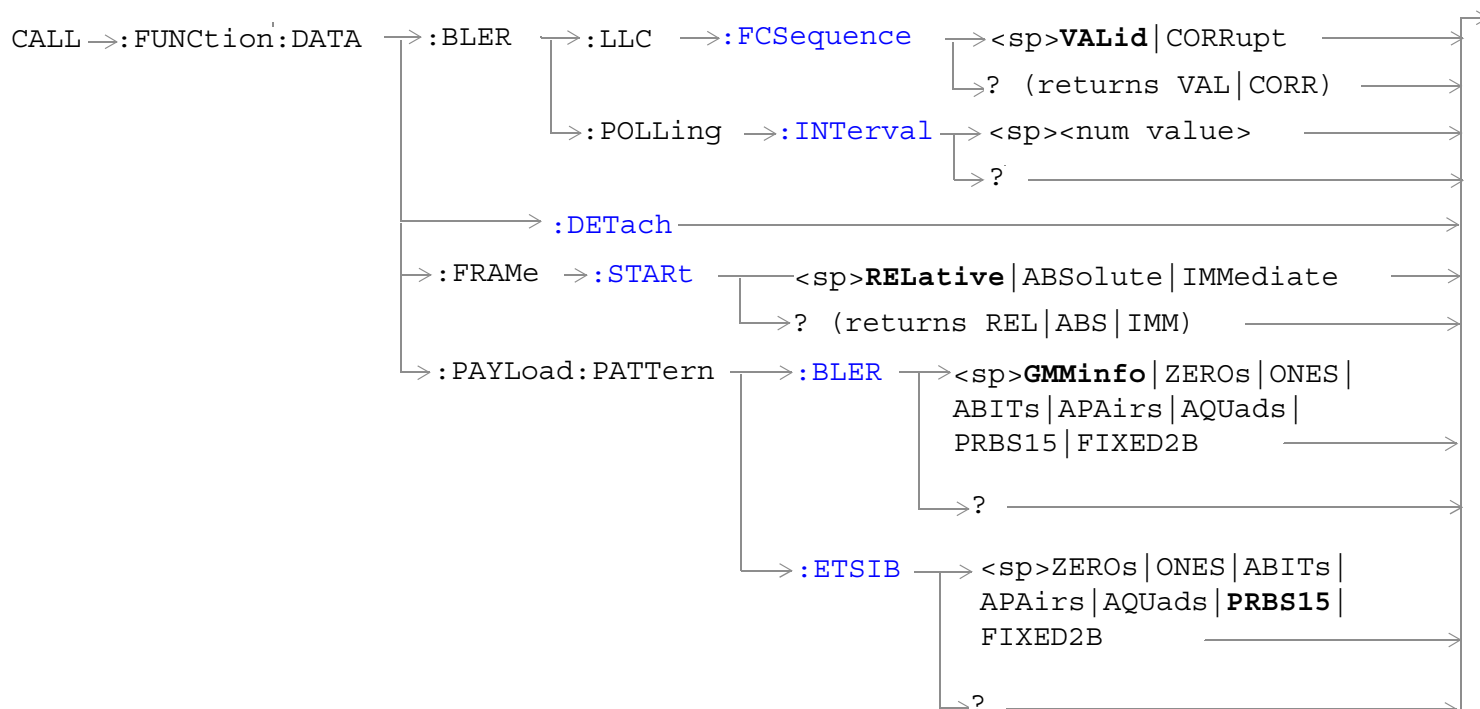 CALL :FUNCtion:DATA :BLER :LLC :FCSequence <sp>VALid|CORRupt
? (returns VAL|CORR)
:POLLing :INTerval <sp><num value>
?
:DETach
:FRAMe :STARt <sp>RELative|ABSolute|IMMediate
? (returns REL|ABS|IMM)
:PAYLoad:PATTern :BLER <sp>GMMinfo|ZEROs|ONES|
ABITs|APAirs|AQUads|
PRBS15|FIXED2B
?
:ETSIB <sp>ZEROs|ONES|ABITs|
APAirs|AQUads|PRBS15|
FIXED2B
?